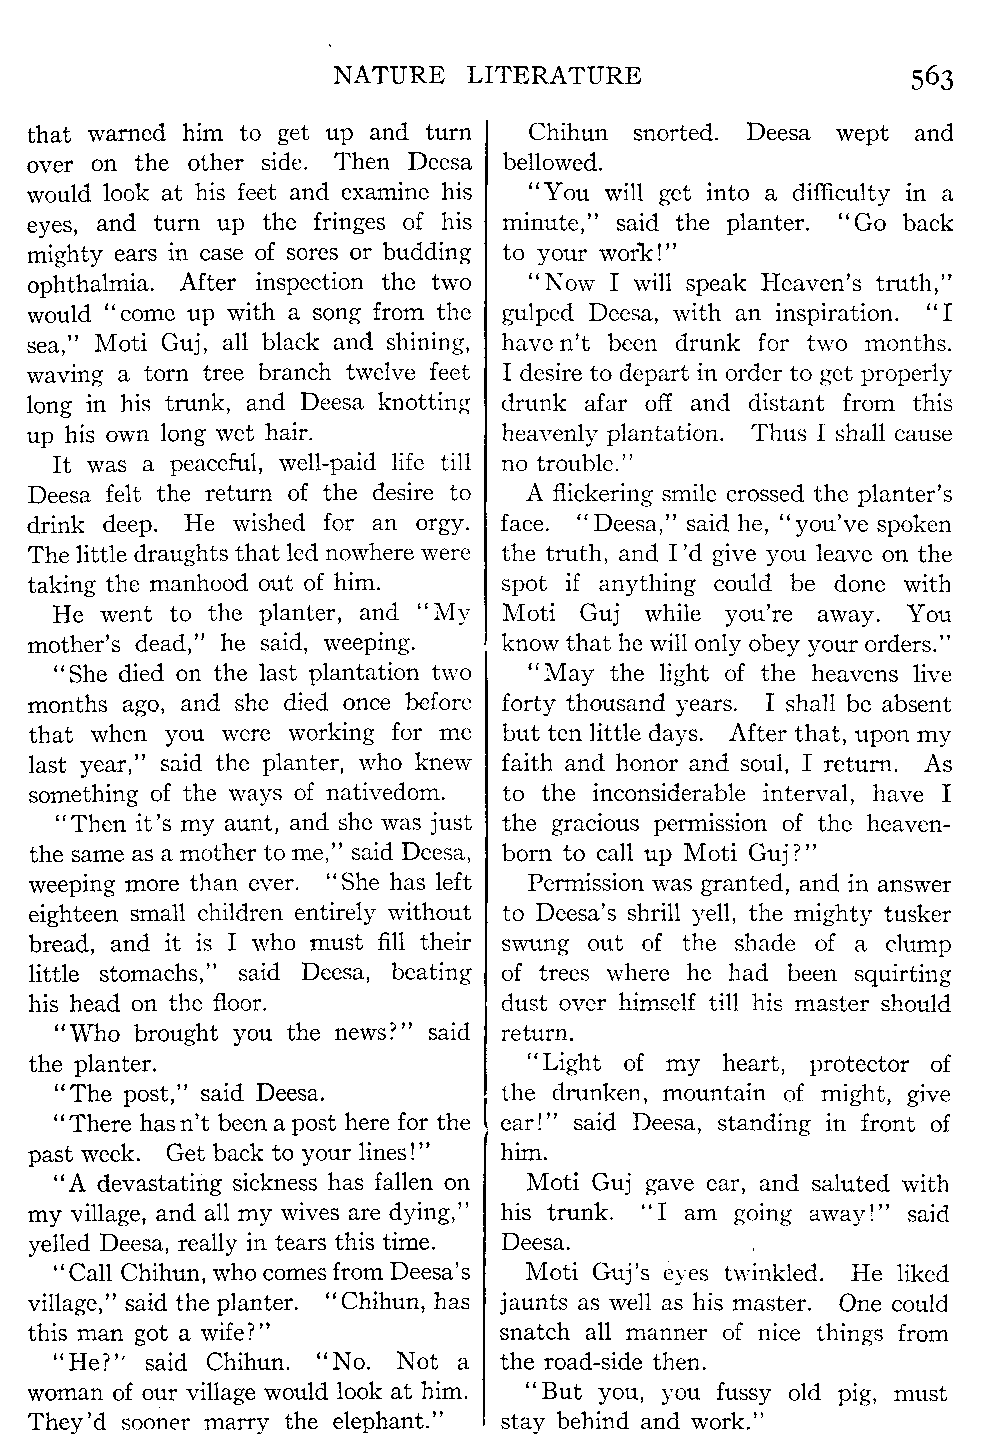 NATURE LITERATURE 563
that warned him to get up and turn
over on the other side. Then Deesa
would look at his feet and examine his
eyes, and turn up the fringes of his
mighty ears in case of sores or budding
ophthalmia. After inspection the two
would "come up with a song from the
sea," Moti Guj, all black and shining,
waving a torn tree branch twelve feet
long in his trunk, and Deesa knotting
up his own long wet hair.
It was a peaceful, well-paid life till
Deesa felt the return of the desire to
drink deep. He wished for an orgy.
The little draughts that led nowhere were
taking the manhood out of him.
He went to the planter, and "My
mother's dead," he said, weeping.
"She died on the last plantation two
months ago, and she died once before
that when you were working for me
last year," said the planter, who knew
something of the ways of nativedom.
"Then it's my aunt, and she was just
the same as a mother to me," said Deesa,
weeping more than ever. "She has left
eighteen small children entirely without
bread, and it is I who must fill their
little stomachs," said Deesa, beating
his head on the floor.
"Who brought you the news?" said
the planter.
"The post," said Deesa.
"There hasn't been a post here for the
past week. Get back to your lines!"
"A devastating sickness has fallen on
my village, and all my wives are dying,"
yelled Deesa, really in tears this time.
"Call Chihun, who comes from Deesa's
village," said the planter. "Chihun, has
this man got a wife?"
"He?" said Chihun. "No. Not a
woman of our village would look at him.
They'd sooner marry the elephant."
Chihun snorted. Deesa wept and
bellowed.
"You will get into a difficulty in a
minute," said the planter. "Go back
to your work!"
"Now I will speak Heaven's truth,"
gulped Deesa, with an inspiration. "I
haven't been drunk for two months.
I desire to depart in order to get properly
drunk afar off and distant from this
heavenly plantation. Thus I shall cause
no trouble."
A flickering smile crossed the planter's
face. "Deesa," said he, "you've spoken
the truth, and I'd give you leave on the
spot if anything could be done with
Moti Guj while you're away. You
know that he will only obey your orders."
"May the light of the heavens live
forty thousand years. I shall be absent
but ten little days. After that, upon my
faith and honor and soul, I return. As
to the inconsiderable interval, have I
the gracious permission of the heaven-
born to call up Moti Guj?"
Permission was granted, and in answer
to Deesa's shrill yell, the mighty tusker
swung out of the shade of a clump
of trees where he had been squirting
dust over himself till his master should
return.
"Light of my heart, protector of
the drunken, mountain of might, give
ear!" said Deesa, standing in front of
him.
Moti Guj gave ear, and saluted with
his trunk. "I am going away!" said
Deesa.
Moti Guj's eyes twinkled. He liked
jaunts as well as his master. One could
snatch all manner of nice things from
the road-side then.
"But you, you fussy old pig, must
stay behind and work."